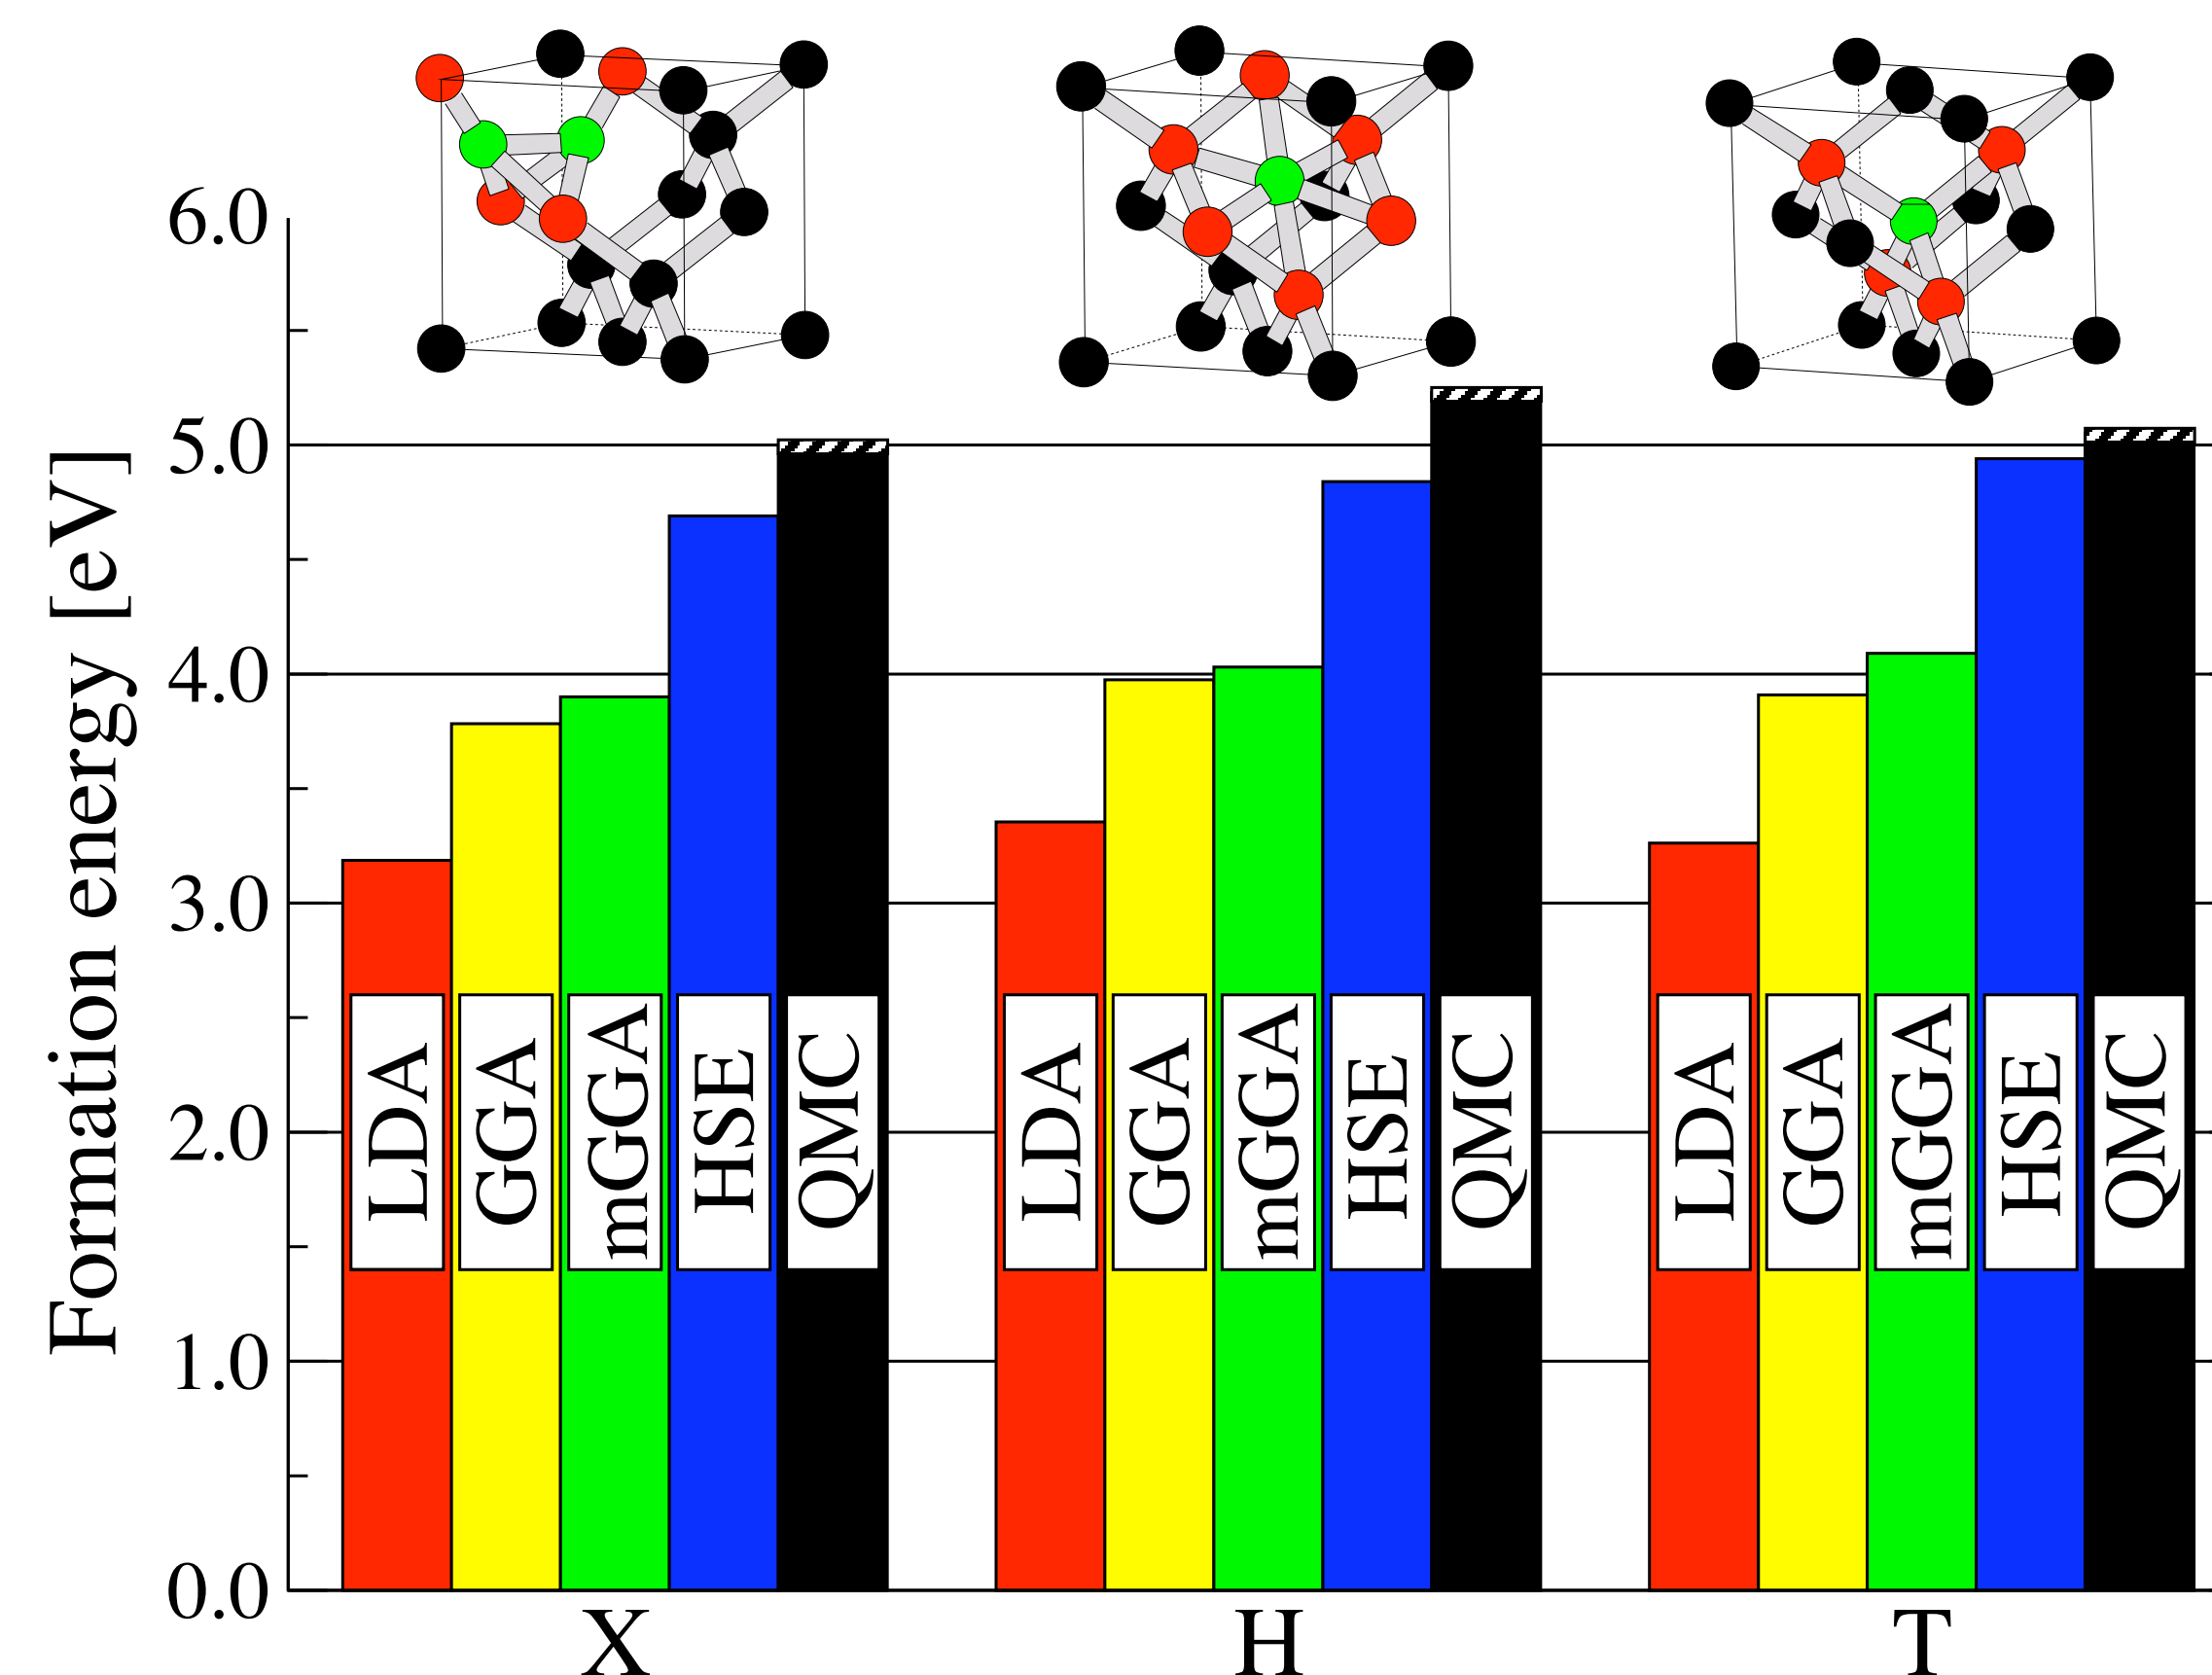 Formation energy [eV]
6.0
5.0
4.0
3.0
2.0
1.0
0.0
LDA
GGA
mGGA
HSE
QMC
LDA
GGA
mGGA
HSE
QMC
LDA
GGA
mGGA
HSE
QMC
X
H
T